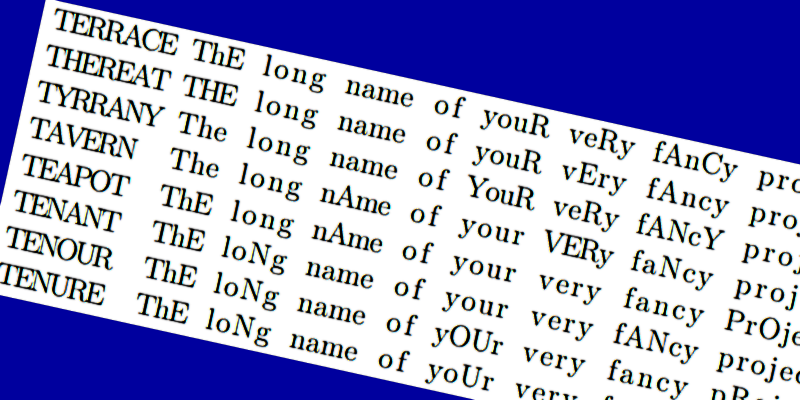 TERRACE ThE long name of youR veRy fAnCy pro
THEREAT THE long name of youR vEry fAncy proj
TYRRANY The long name of YouR veRy fANcY proj
TAVERN The long nAme of your VERy faNcy proj
TEAPOT ThE long nAme of your very fancy PrOje
TENANT ThE loNg name of your very fANcy projec
TENOUR ThE loNg name of yOUr very fancy
TENURE ThE loNg name of yoUr very